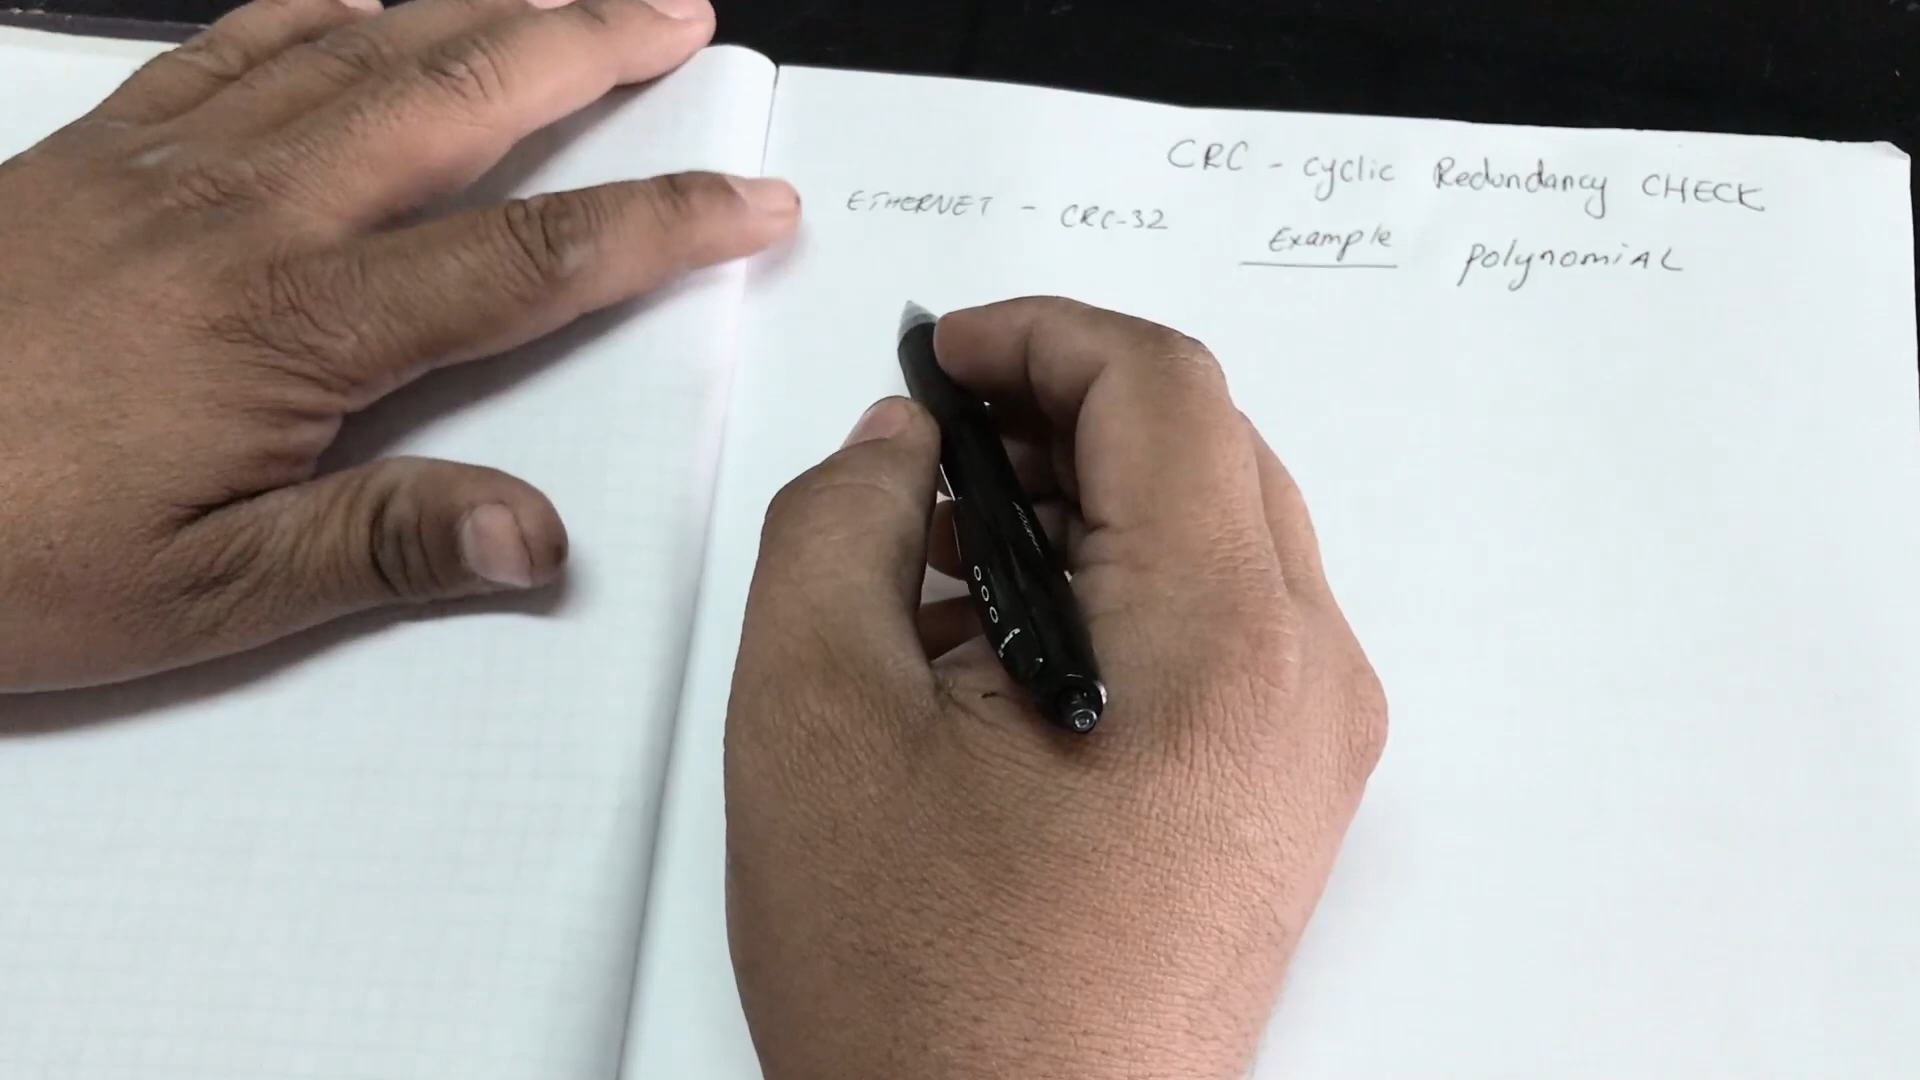 CRC - cyclic Redundancy CHECK
ETHERNET - CRC-32
Example polynomiAL